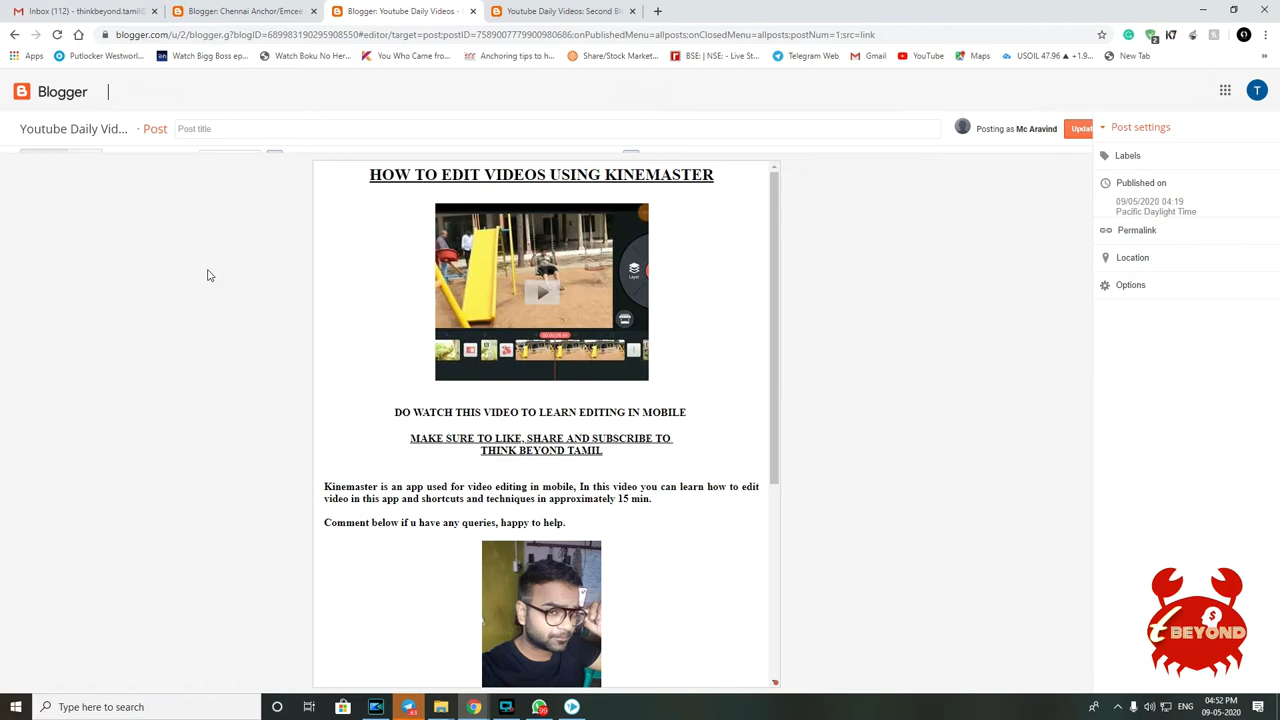 Inbox (112) - thinkbeyond.tamil@
Blogger: Chennai Anchor/Emcee
Blogger: Youtube Daily Videos -
Youtube Daily Videos: Second Bl
blogger.com/u/2/blogger.g?blogID=689983190295908550#editor/target=post;postID=7589007779900980686;onPublishedMenu=allposts;onClosedMenu=allposts;postNum=1;src=link
Apps
Putlocker Westworl...
Watch Bigg Boss ep...
Watch Boku No Her...
You Who Came from...
Anchoring tips to h...
Share/Stock Market...
BSE: | NSE: - Live St...
Telegram Web
Gmail
YouTube
Maps
USOIL 47.96 ▲ +1.9...
New Tab
Blogger
T
Youtube Daily Vid... · Post
Post title
Posting as Mc Aravind
Updat
Post settings
Labels
Published on
09/05/2020 04:19
Pacific Daylight Time
Permalink
Location
Options
HOW TO EDIT VIDEOS USING KINEMASTER
Layer
DO WATCH THIS VIDEO TO LEARN EDITING IN MOBILE
MAKE SURE TO LIKE, SHARE AND SUBSCRIBE TO
THINK BEYOND TAMIL
Kinemaster is an app used for video editing in mobile, In this video you can learn how to edit
video in this app and shortcuts and techniques in approximately 15 min.
Comment below if u have any queries, happy to help.
t BEYOND
$
Type here to search
99
ENG
04:52 PM
09-05-2020